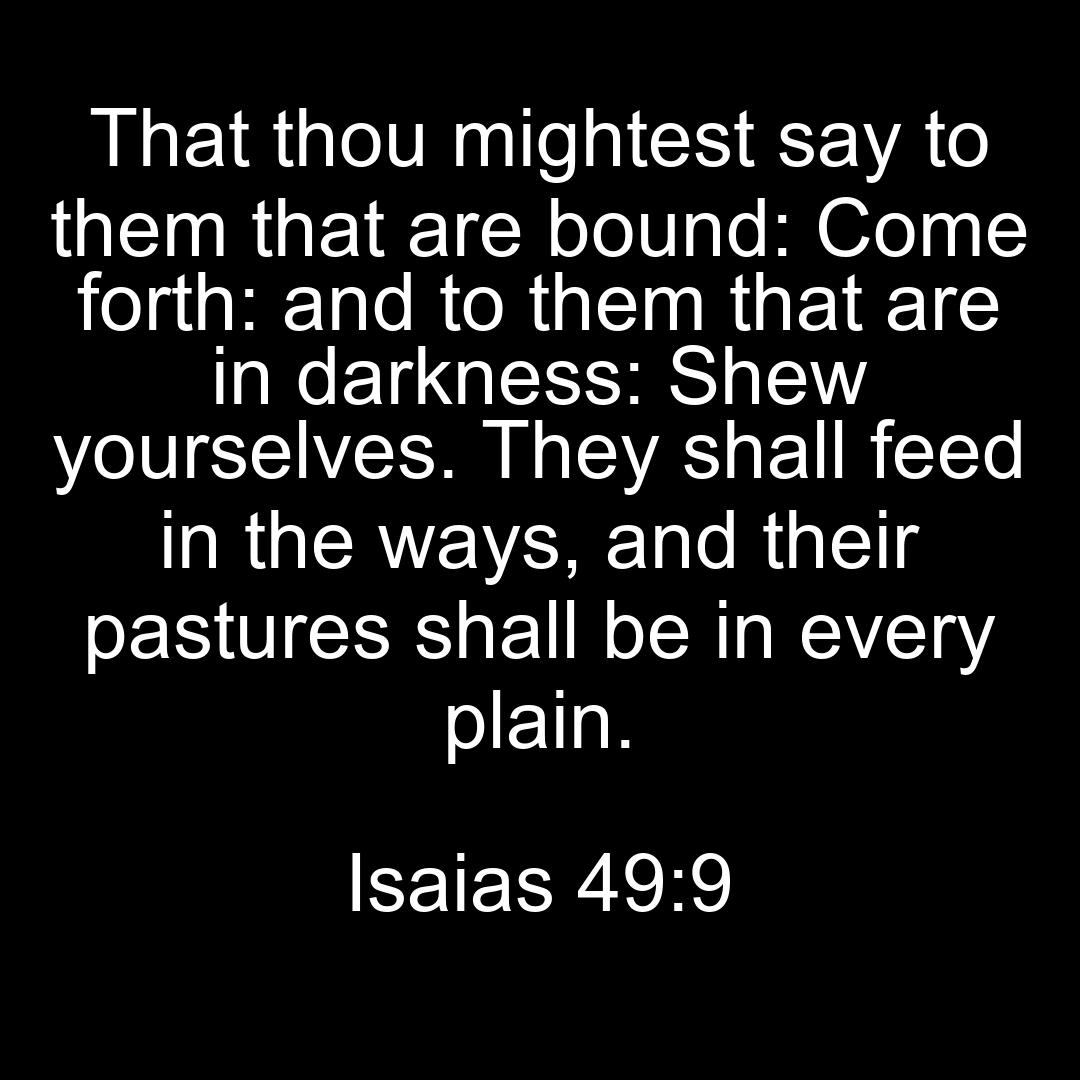 That thou mightest say to
them that are bound: Come
forth: and to them that are
in darkness: Shew
yourselves. They shall feed
in the ways, and their
pastures shall be in every
plain.
Isaias 49:9